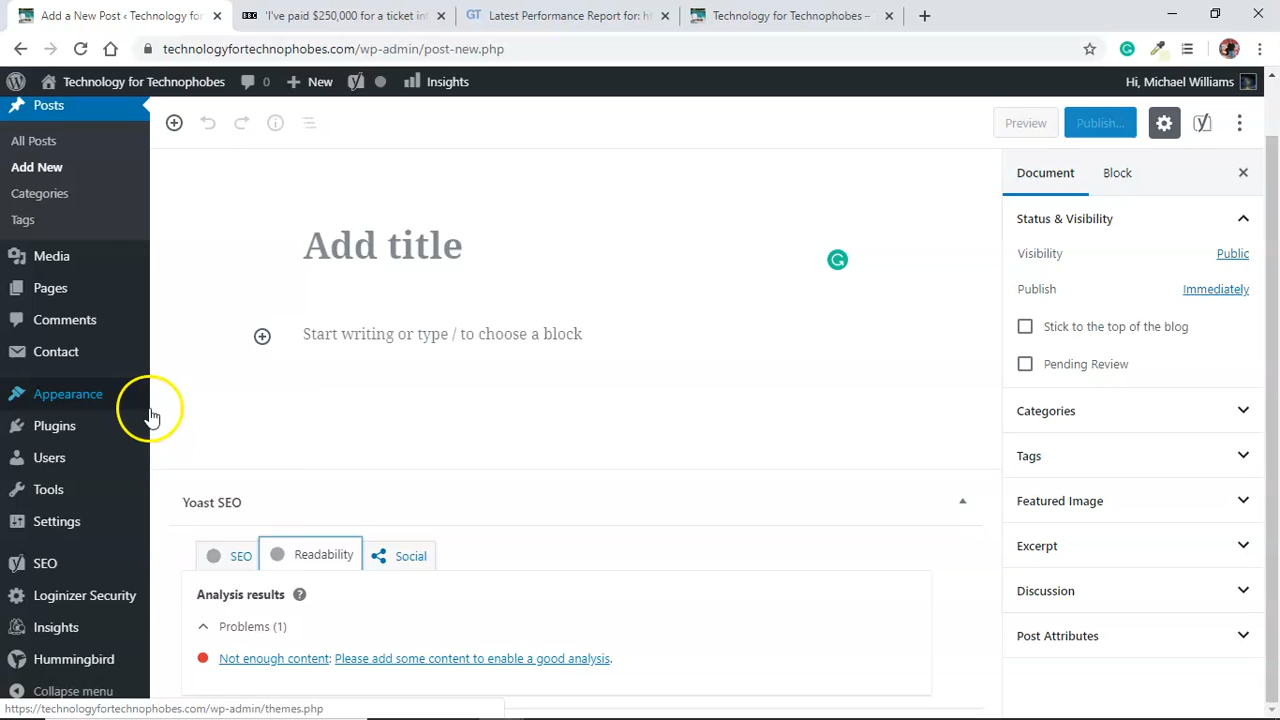 Add a New Post ‹ Technology for
BBC 'I've paid $250,000 for a ticket int
GT Latest Performance Report for: h
Technology for Technophobes –
technologyfortechnophobes.com/wp-admin/post-new.php
Technology for Technophobes 0 New Insights Hi, Michael Williams
Posts
All Posts
Add New
Categories
Tags
Media
Pages
Comments
Contact
Appearance
Plugins
Users
Tools
Settings
SEO
Loginizer Security
Insights
Hummingbird
Collapse menu
Preview Publish...
Add title
Start writing or type / to choose a block
Yoast SEO
SEO Readability Social
Analysis results
Problems (1)
Not enough content: Please add some content to enable a good analysis.
Document Block
Status & Visibility
Visibility Public
Publish Immediately
Stick to the top of the blog
Pending Review
Categories
Tags
Featured Image
Excerpt
Discussion
Post Attributes
https://technologyfortechnophobes.com/wp-admin/themes.php